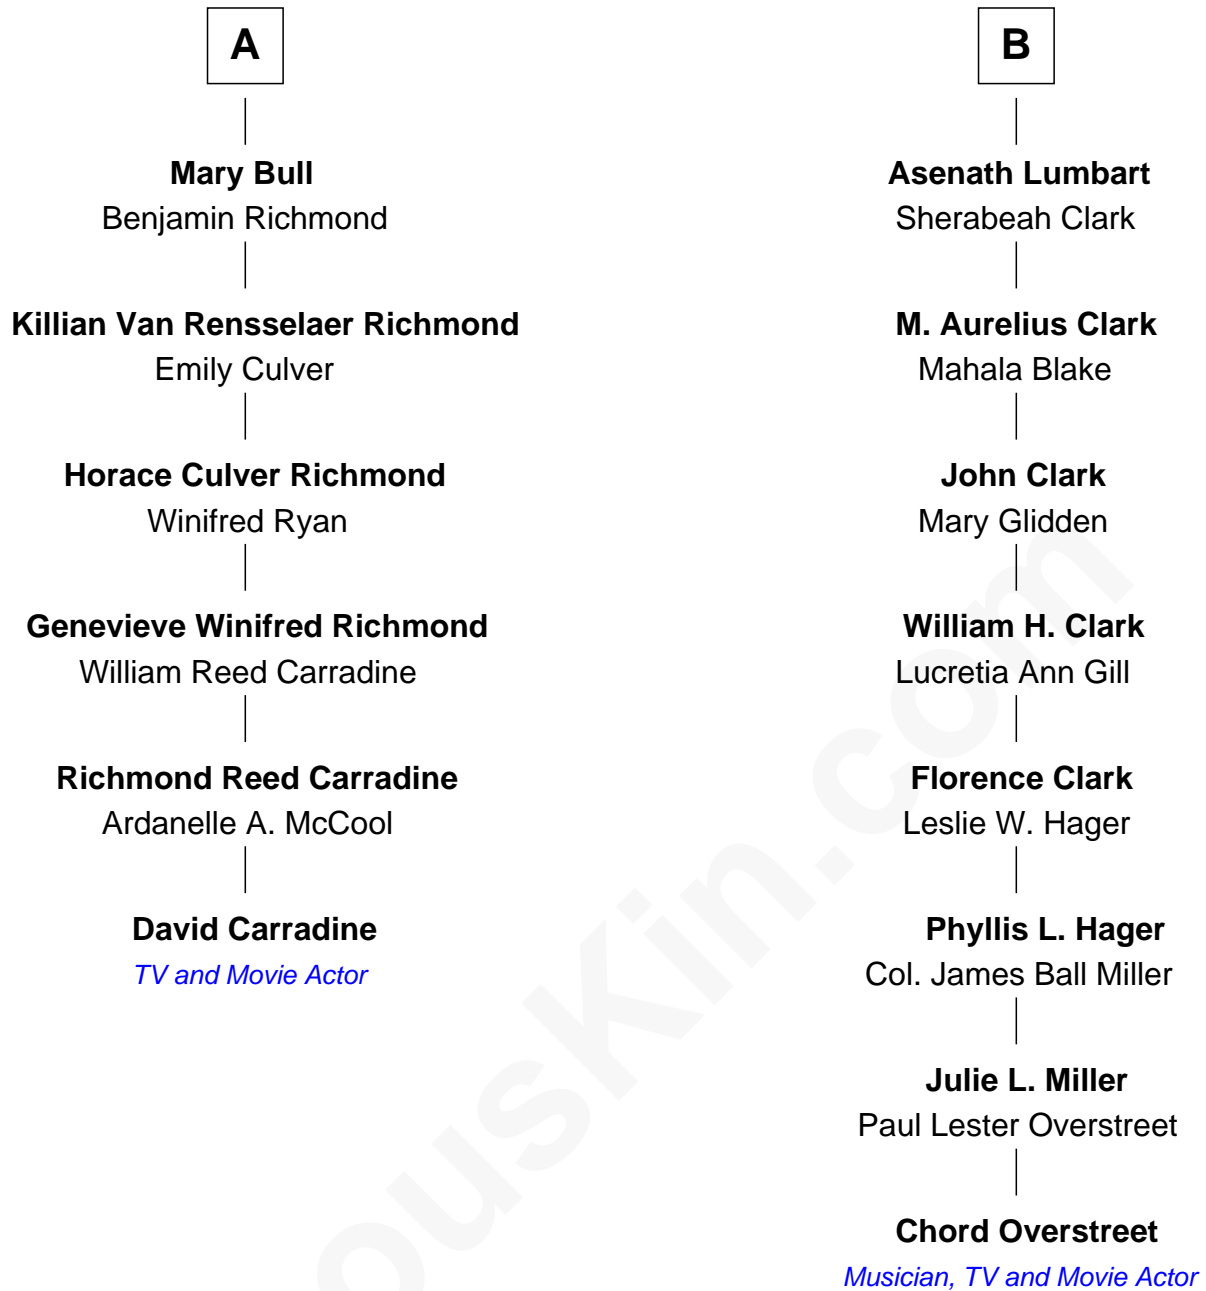 A
Mary Bull
Benjamin Richmond
Killian Van Rensselaer Richmond
Emily Culver
Horace Culver Richmond
Winifred Ryan
Genevieve Winifred Richmond
William Reed Carradine
Richmond Reed Carradine
Ardanelle A. McCool
David Carradine
TV and Movie Actor
B
Asenath Lumbart
Sherabeah Clark
M. Aurelius Clark
Mahala Blake
John Clark
Mary Glidden
William H. Clark
Lucretia Ann Gill
Florence Clark
Leslie W. Hager
Phyllis L. Hager
Col. James Ball Miller
Julie L. Miller
Paul Lester Overstreet
Chord Overstreet
Musician, TV and Movie Actor
ousKin.com